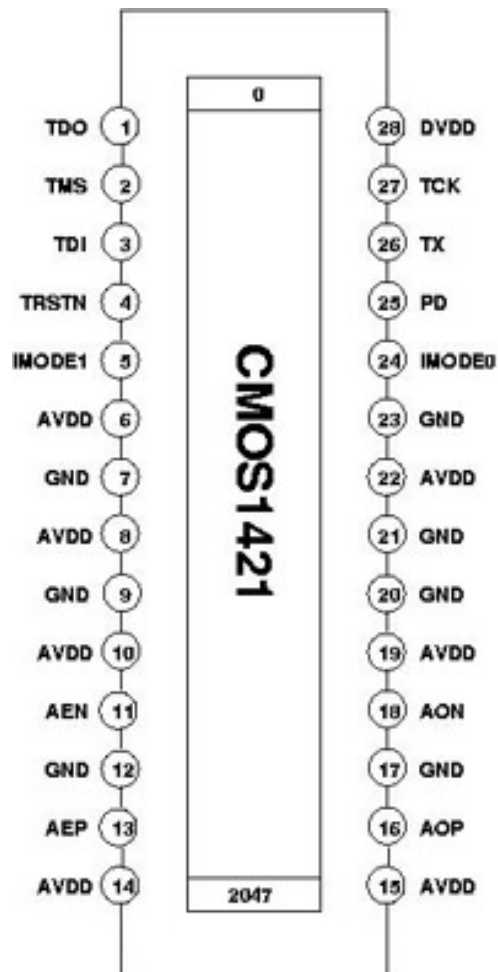 0
TDO 1
28 DVDD
TMS 2
27 TCK
TDI 3
26 TX
TRSTN 4
25 PD
IMODE1 5
24 IMODE0
AVDD 6
23 GND
GND 7
22 AVDD
AVDD 8
21 GND
GND 9
20 GND
AVDD 10
19 AVDD
AEN 11
18 AON
GND 12
17 GND
AEP 13
16 AOP
AVDD 14
15 AVDD
CMOS1421
2047